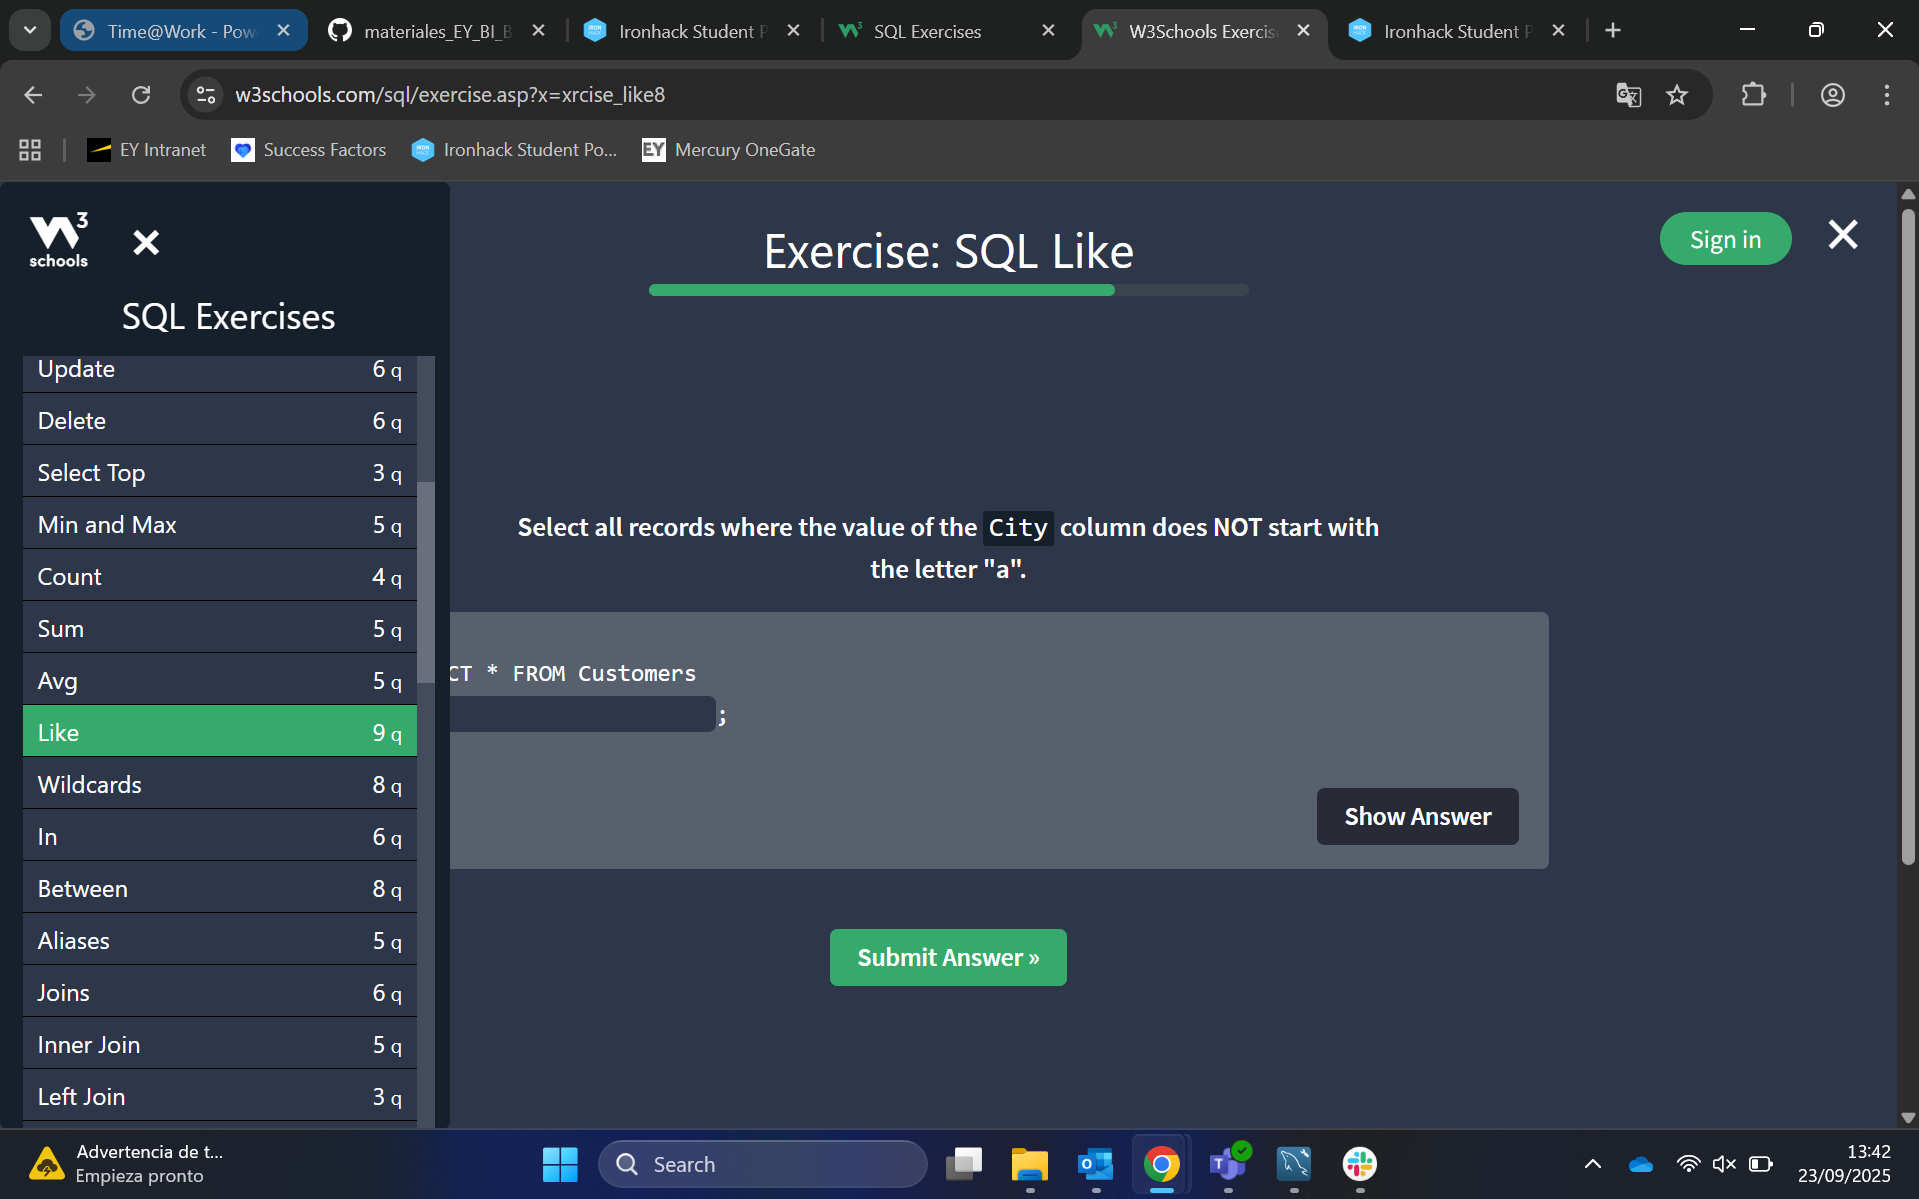 Time@Work - Pow
materiales_EY_BI_B
Ironhack Student P
SQL Exercises
W3Schools Exercis
Ironhack Student P
w3schools.com/sql/exercise.asp?x=xrcise_like8
EY Intranet
Success Factors
Ironhack Student Po...
EY Mercury OneGate
W3 schools
SQL Exercises
Update 6 q
Delete 6 q
Select Top 3 q
Min and Max 5 q
Count 4 q
Sum 5 q
Avg 5 q
Like 9 q
Wildcards 8 q
In 6 q
Between 8 q
Aliases 5 q
Joins 6 q
Inner Join 5 q
Left Join 3 q
Exercise: SQL Like
Sign in
Select all records where the value of the City column does NOT start with
the letter "a".
CT * FROM Customers
;
Show Answer
Submit Answer »
Advertencia de t...
Empieza pronto
Search
13:42
23/09/2025